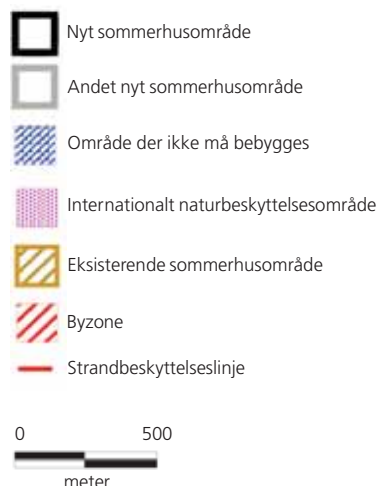 Nyt sommerhusområde
Andet nyt sommerhusområde
Område der ikke må bebygges
Internationalt naturbeskyttelsesområde
Eksisterende sommerhusområde
Byzone
Strandbeskyttelseslinje
0 500
meter